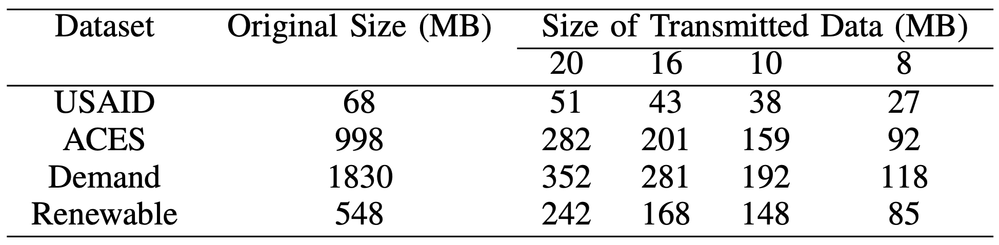 Dataset Original Size (MB) Size of Transmitted Data (MB)
20 16 10 8
USAID 68 51 43 38 27
ACES 998 282 201 159 92
Demand 1830 352 281 192 118
Renewable 548 242 168 148 85